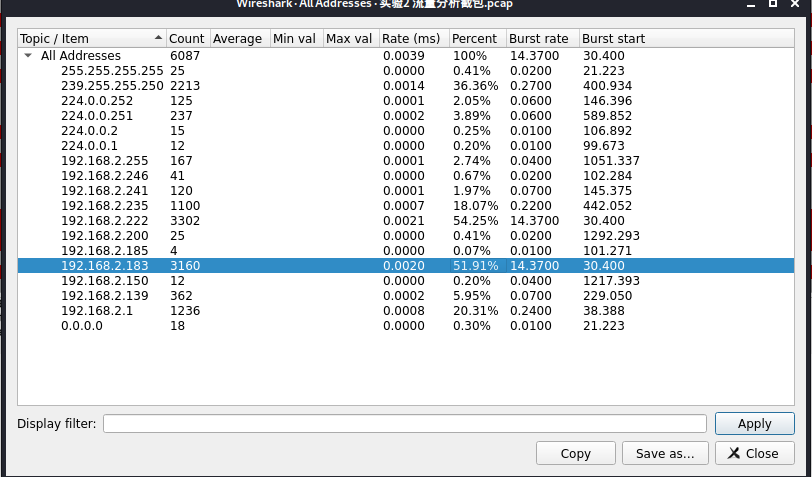 Wireshark · All Addresses · 实验2 流量分析截包.pcap
Topic / Item Count Average Min val Max val Rate (ms) Percent Burst rate Burst start
All Addresses 6087 0.0039 100% 14.3700 30.400
255.255.255.255 25 0.0000 0.41% 0.0200 21.223
239.255.255.250 2213 0.0014 36.36% 0.2700 400.934
224.0.0.252 125 0.0001 2.05% 0.0600 146.396
224.0.0.251 237 0.0002 3.89% 0.0600 589.852
224.0.0.2 15 0.0000 0.25% 0.0100 106.892
224.0.0.1 12 0.0000 0.20% 0.0100 99.673
192.168.2.255 167 0.0001 2.74% 0.0400 1051.337
192.168.2.246 41 0.0000 0.67% 0.0200 102.284
192.168.2.241 120 0.0001 1.97% 0.0700 145.375
192.168.2.235 1100 0.0007 18.07% 0.2200 442.052
192.168.2.222 3302 0.0021 54.25% 14.3700 30.400
192.168.2.200 25 0.0000 0.41% 0.0200 1292.293
192.168.2.185 4 0.0000 0.07% 0.0100 101.271
192.168.2.183 3160 0.0020 51.91% 14.3700 30.400
192.168.2.150 12 0.0000 0.20% 0.0400 1217.393
192.168.2.139 362 0.0002 5.95% 0.0700 229.050
192.168.2.1 1236 0.0008 20.31% 0.2400 38.388
0.0.0.0 18 0.0000 0.30% 0.0100 21.223
Display filter: Apply
Copy Save as... Close